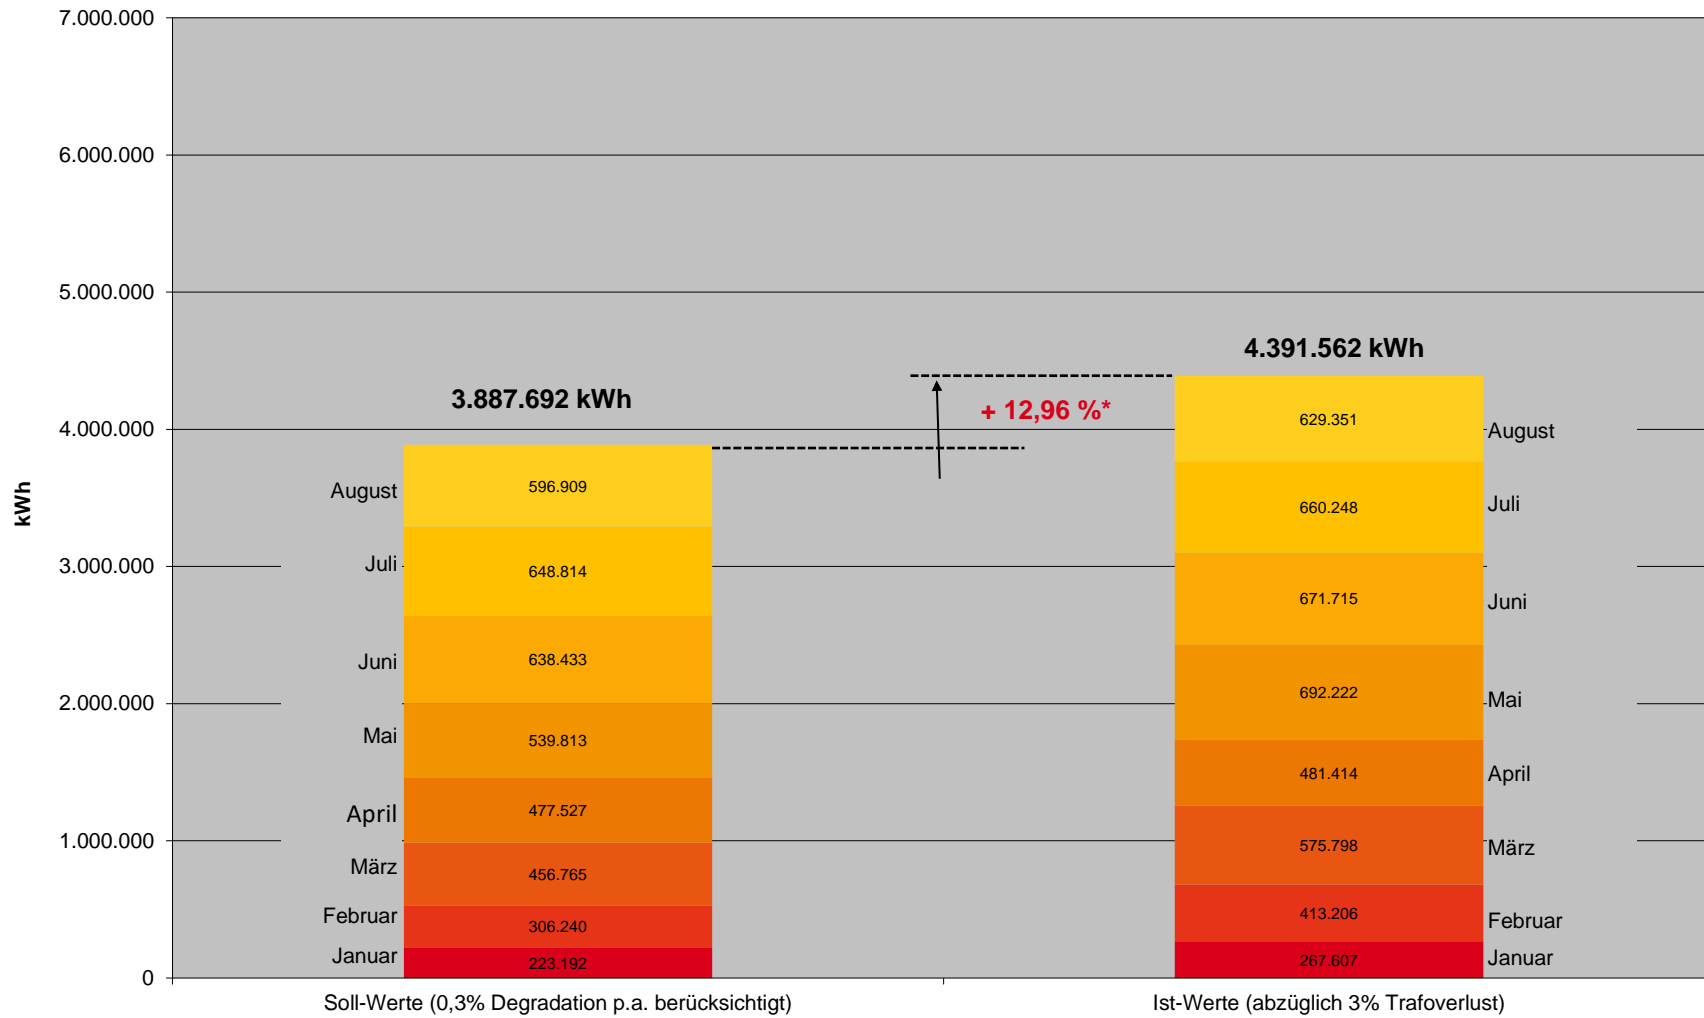 7.000.000
6.000.000
5.000.000
4.000.000
3.000.000
2.000.000
1.000.000
0
kWh
3.887.692 kWh
August
596.909
Juli
648.814
Juni
638.433
Mai
539.813
April
477.527
März
456.765
Februar
306.240
Januar
223.192
+ 12,96 %*
4.391.562 kWh
629.351
August
660.248
Juli
671.715
Juni
692.222
Mai
481.414
April
575.798
März
413.206
Februar
267.607
Januar
Soll-Werte (0,3% Degradation p.a. berücksichtigt)
Ist-Werte (abzüglich 3% Trafoverlust)